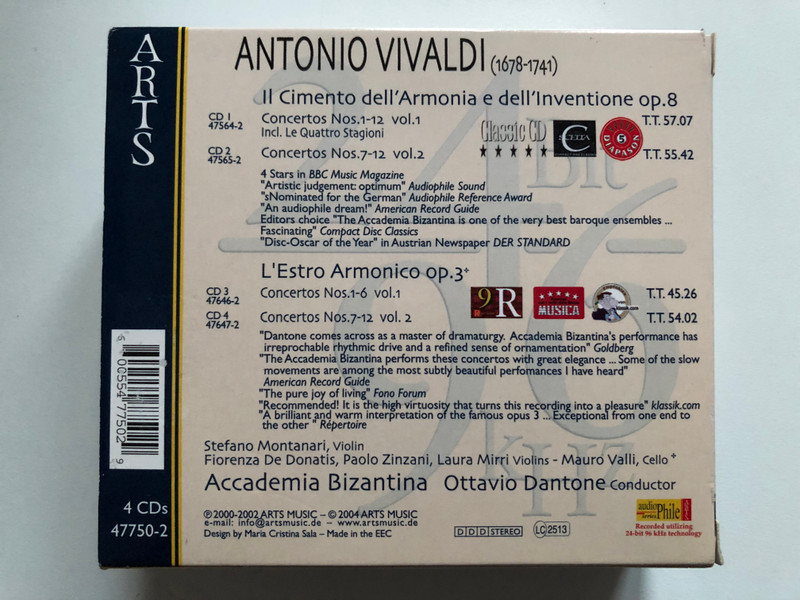 ARTS
ANTONIO VIVALDI (1678-1741)
Il Cimento dell'Armonia e dell'Inventione op.8
CD 1
47564-2
Concertos Nos.1-12 vol.1
Incl. Le Quattro Stagioni
Classic CD
★ ★ ★ ★ ★
C
5
DIAPASON
T.T. 57.07
CD 2
47565-2
Concertos Nos.7-12 vol.2
T.T. 55.42
24
Bit
96
kHz
4 Stars in BBC Music Magazine
"Artistic judgement: optimum" Audiophile Sound
"sNominated for the German" Audiophile Reference Award
"An audiophile dream!" American Record Guide
Editors choice "The Accademia Bizantina is one of the very best baroque ensembles ...
Fascinating" Compact Disc Classics
"Disc-Oscar of the Year" in Austrian Newspaper DER STANDARD
L'Estro Armonico op.3*
CD 3
47646-2
Concertos Nos.1-6 vol.1
9
R
★★★★★
MUSICA
T.T. 45.26
CD 4
47647-2
Concertos Nos.7-12 vol. 2
T.T. 54.02
"Dantone comes across as a master of dramaturgy. Accademia Bizantina's performance has
irreprochable rhythmic drive and a refined sense of ornamentation" Goldberg
"The Accademia Bizantina performs these concertos with great elegance ... Some of the slow
movements are among the most subtly beautiful perfomances I have heard"
American Record Guide
"The pure joy of living" Fono Forum
"Recommended! It is the high virtuosity that turns this recording into a pleasure" klassik.com
"A brilliant and warm interpretation of the famous opus 3 ... Exceptional from one end to
the other " Répertoire
Stefano Montanari, Violin
Fiorenza De Donatis, Paolo Zinzani, Laura Mirri Violins - Mauro Valli, Cello *
Accademia Bizantina Ottavio Dantone Conductor
6 00554 77502 9
4 CDs
47750-2
℗ 2000-2002 ARTS MUSIC – © 2004 ARTS MUSIC
e-mail: info@artsmusic.de – www.artsmusic.de
Design by Maria Cristina Sala – Made in the EEC
D D D STEREO
LC 2513
audioPhile
Recorded utilizing
24-bit 96 kHz technology